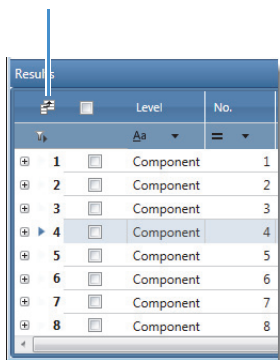 Results
Level No.
Aa =
1 Component 1
2 Component 2
3 Component 3
4 Component 4
5 Component 5
6 Component 6
7 Component 7
8 Component 8